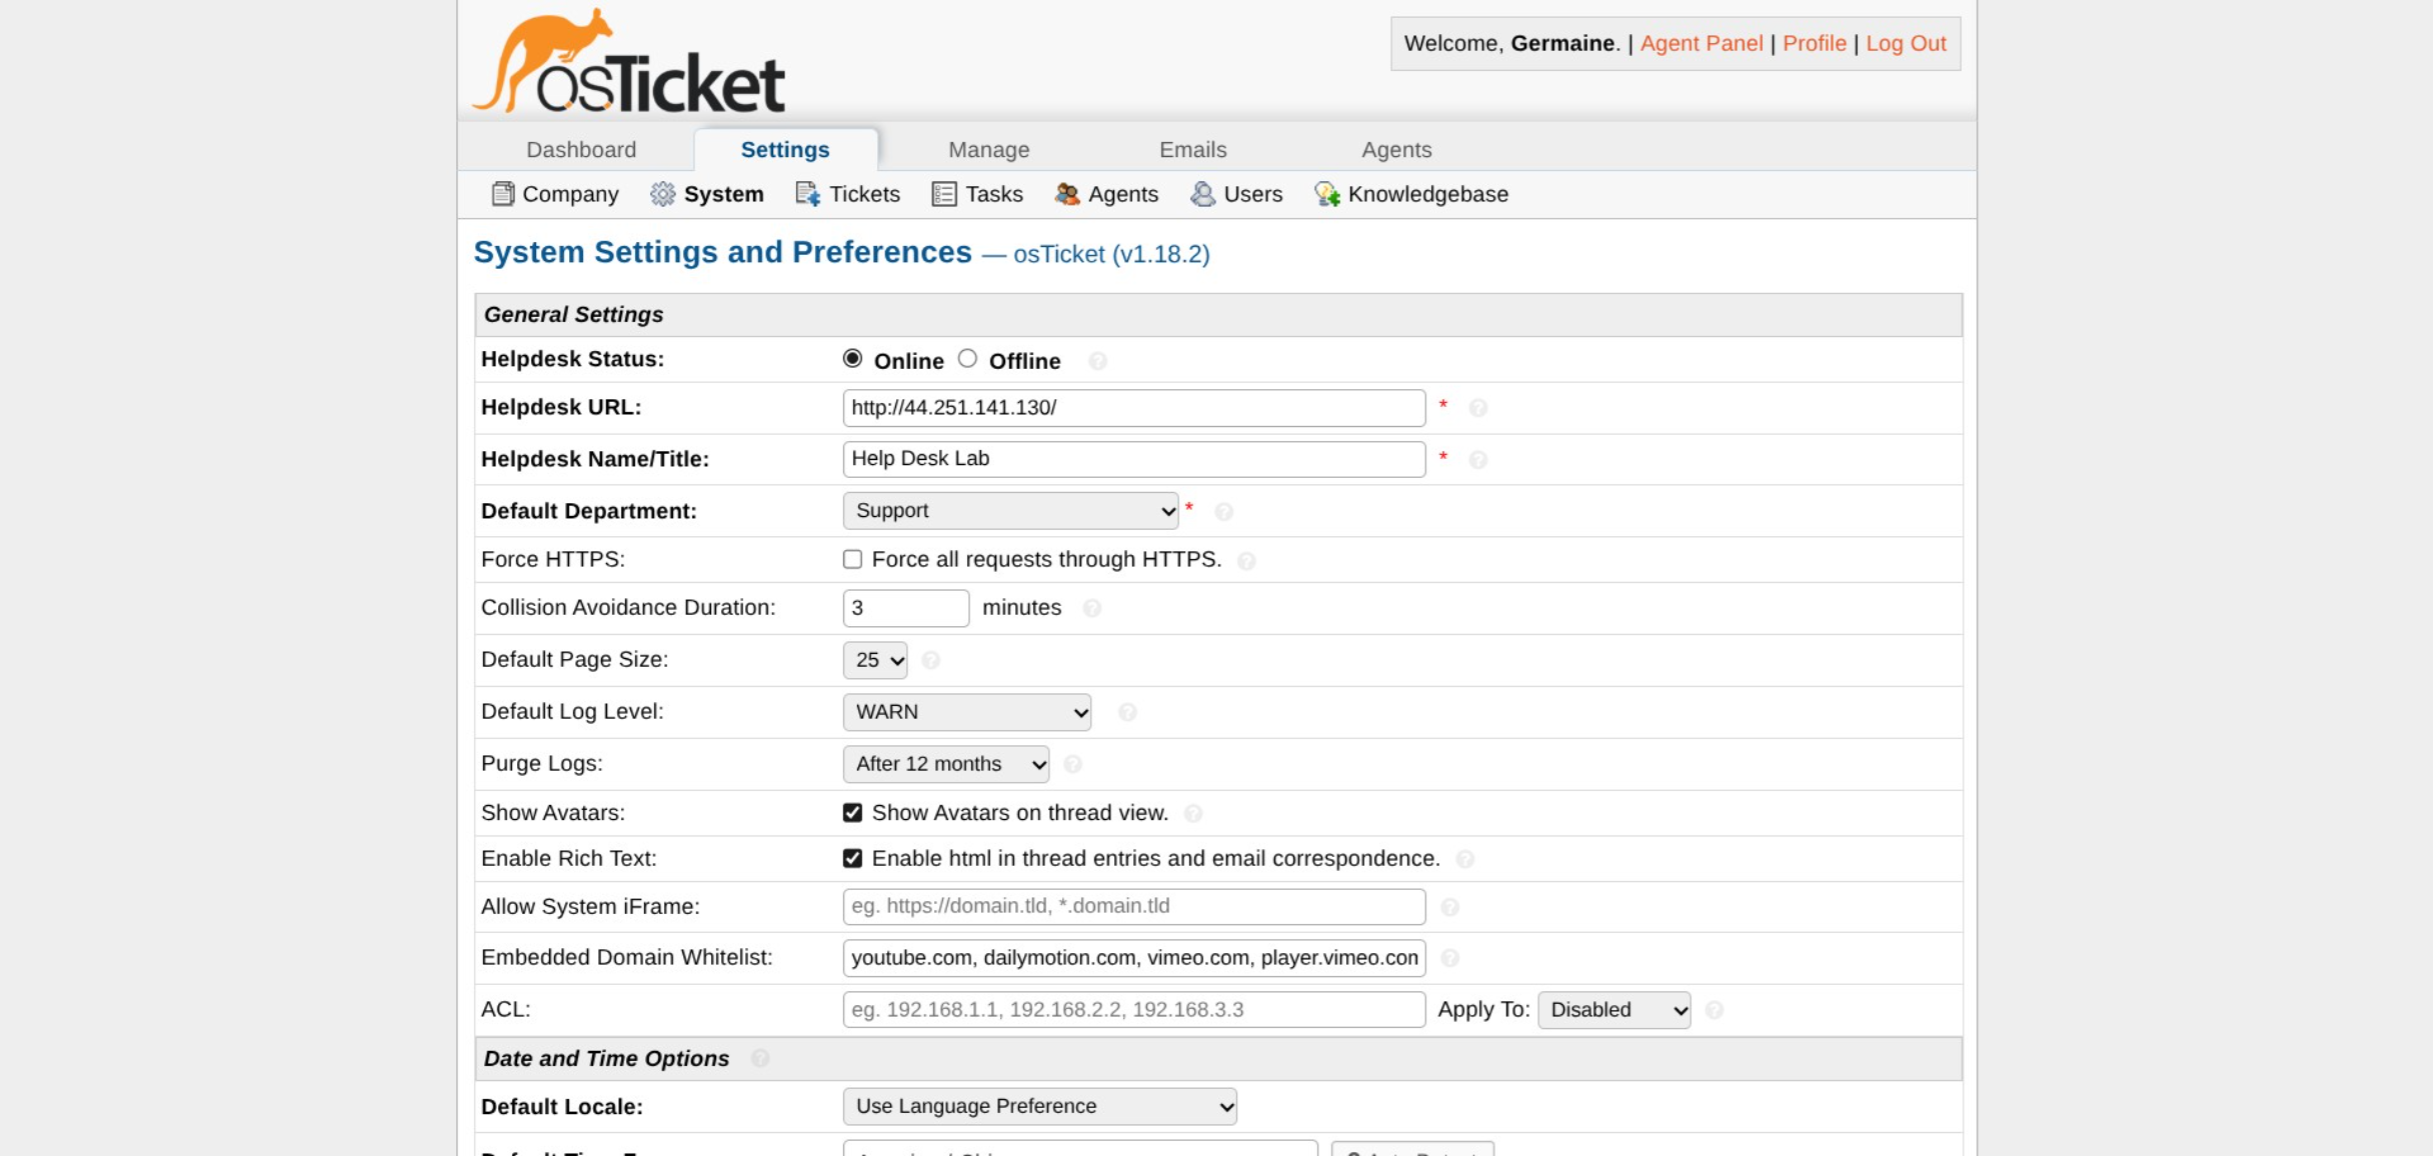 osTicket
Welcome, Germaine. | Agent Panel | Profile | Log Out
Dashboard Settings Manage Emails Agents
Company System Tickets Tasks Agents Users Knowledgebase
System Settings and Preferences — osTicket (v1.18.2)
General Settings
Helpdesk Status: Online Offline
Helpdesk URL: http://44.251.141.130/ *
Helpdesk Name/Title: Help Desk Lab *
Default Department: Support *
Force HTTPS: Force all requests through HTTPS.
Collision Avoidance Duration: 3 minutes
Default Page Size: 25
Default Log Level: WARN
Purge Logs: After 12 months
Show Avatars: Show Avatars on thread view.
Enable Rich Text: Enable html in thread entries and email correspondence.
Allow System iFrame: eg. https://domain.tld, *.domain.tld
Embedded Domain Whitelist: youtube.com, dailymotion.com, vimeo.com, player.vimeo.con
ACL: eg. 192.168.1.1, 192.168.2.2, 192.168.3.3 Apply To: Disabled
Date and Time Options
Default Locale: Use Language Preference